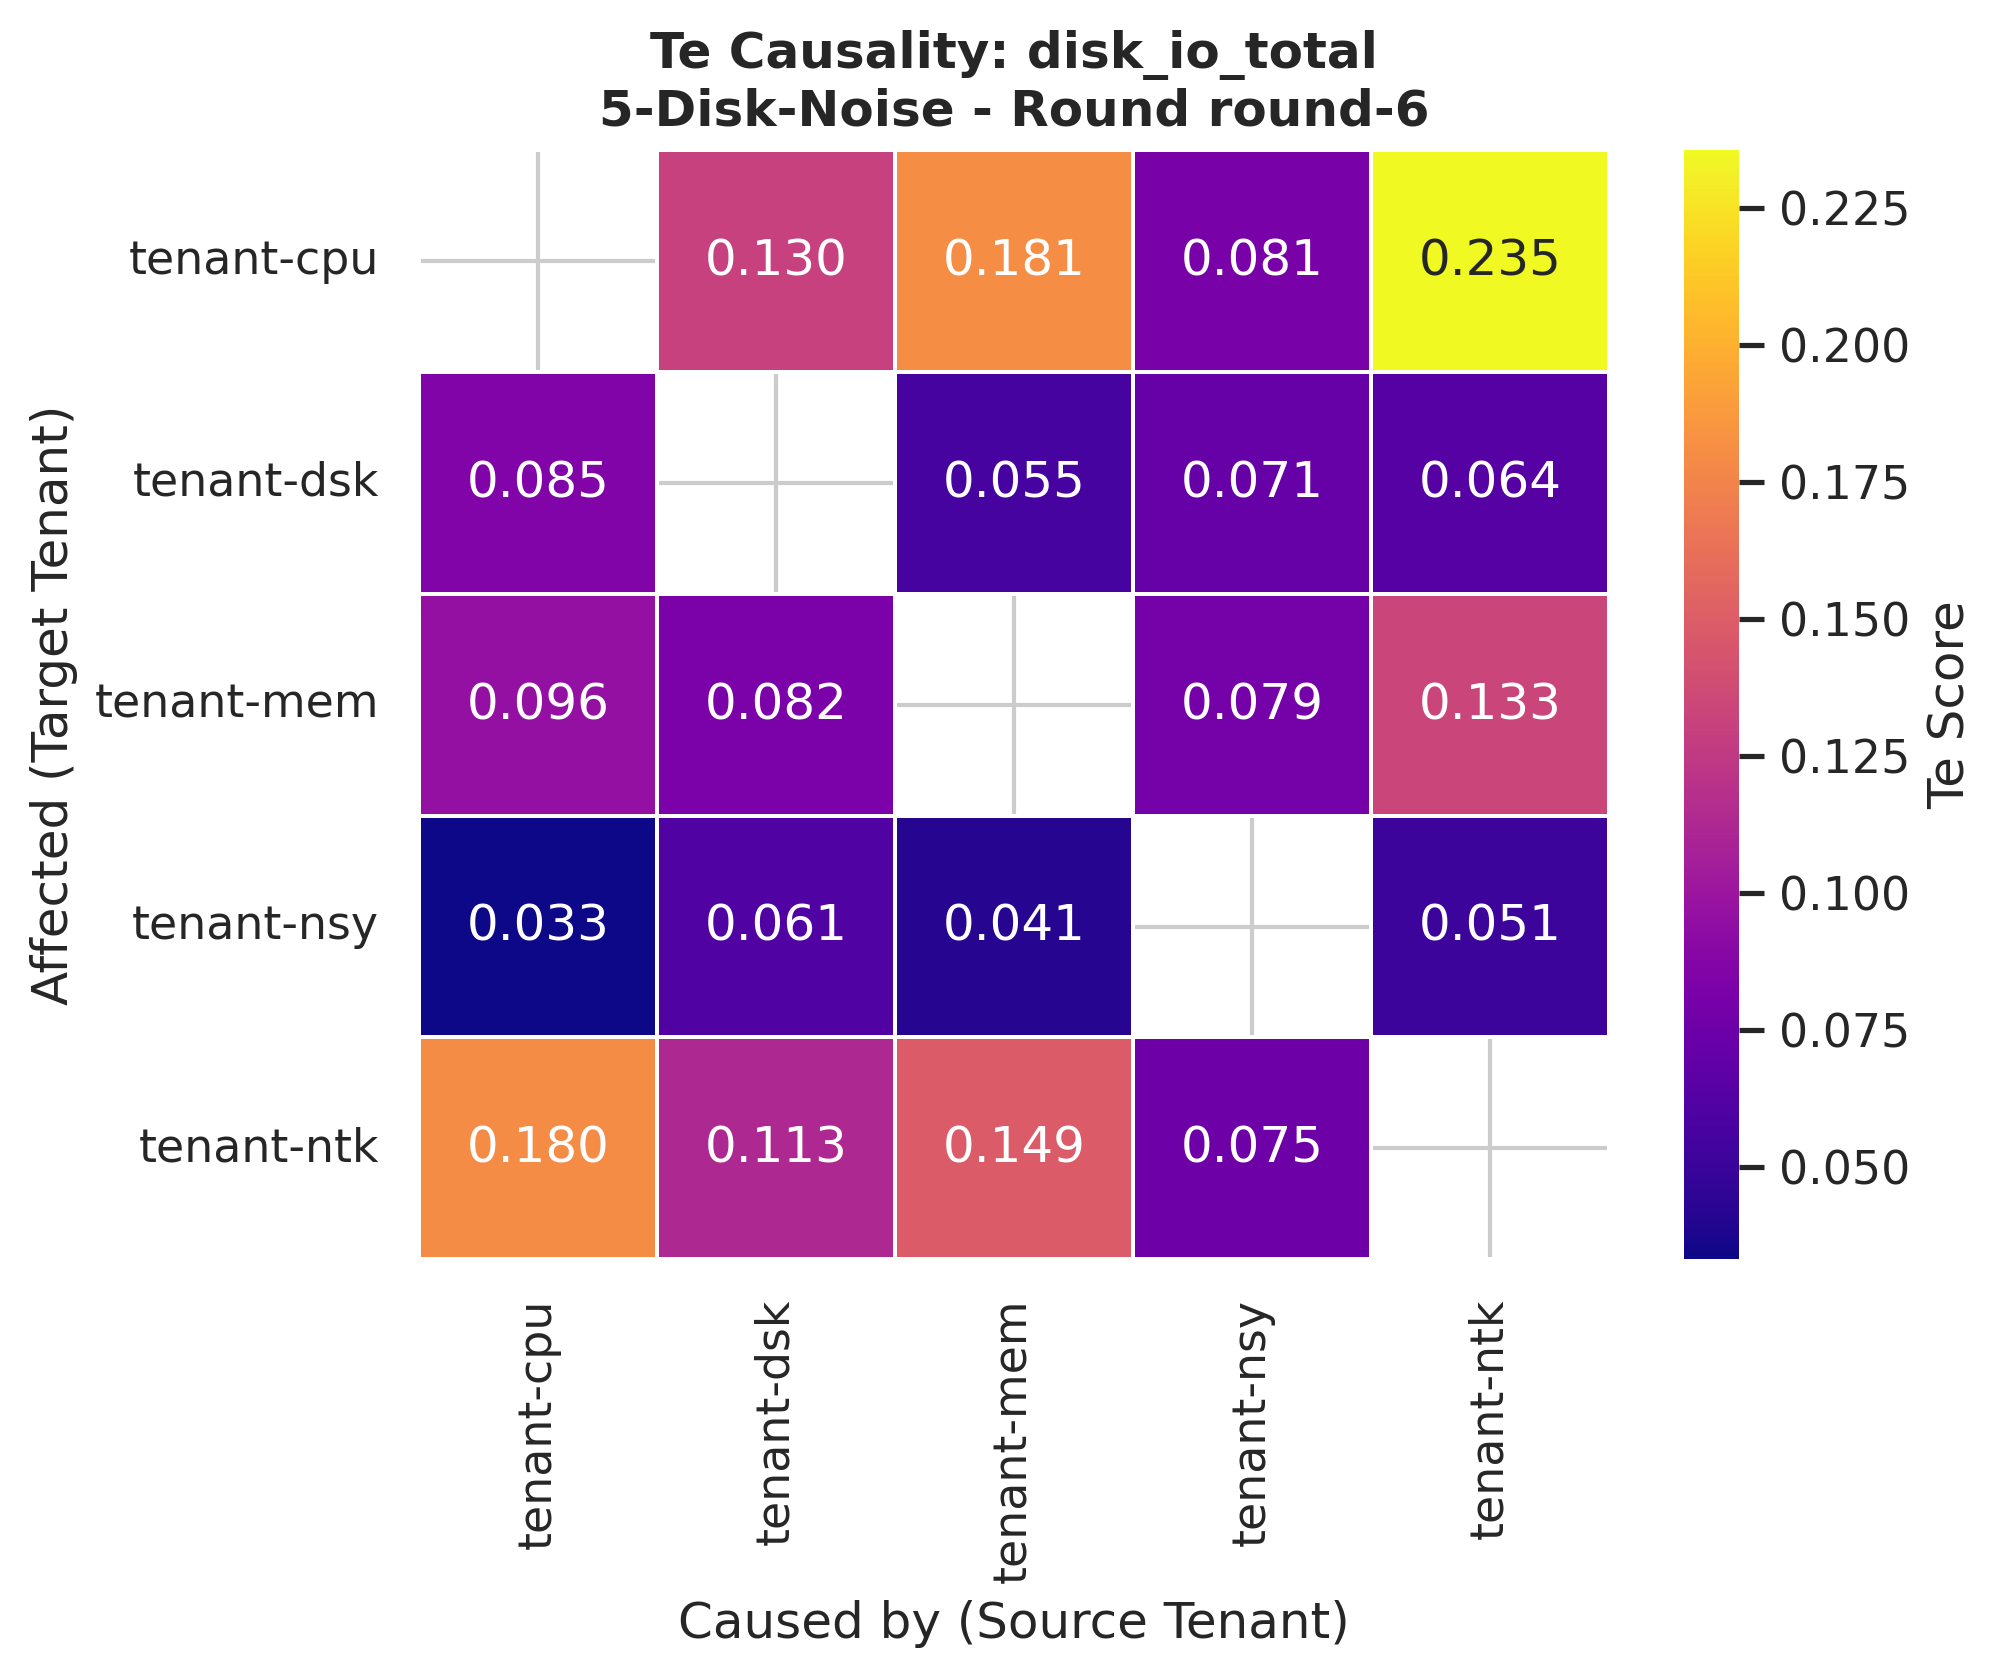 Te Causality: disk_io_total
5-Disk-Noise - Round round-6
Affected (Target Tenant)
tenant-cpu 0.130 0.181 0.081 0.235
tenant-dsk 0.085 0.055 0.071 0.064
tenant-mem 0.096 0.082 0.079 0.133
tenant-nsy 0.033 0.061 0.041 0.051
tenant-ntk 0.180 0.113 0.149 0.075
tenant-cpu tenant-dsk tenant-mem tenant-nsy tenant-ntk
Caused by (Source Tenant)
0.225
0.200
0.175
0.150
0.125
0.100
0.075
0.050
Te Score